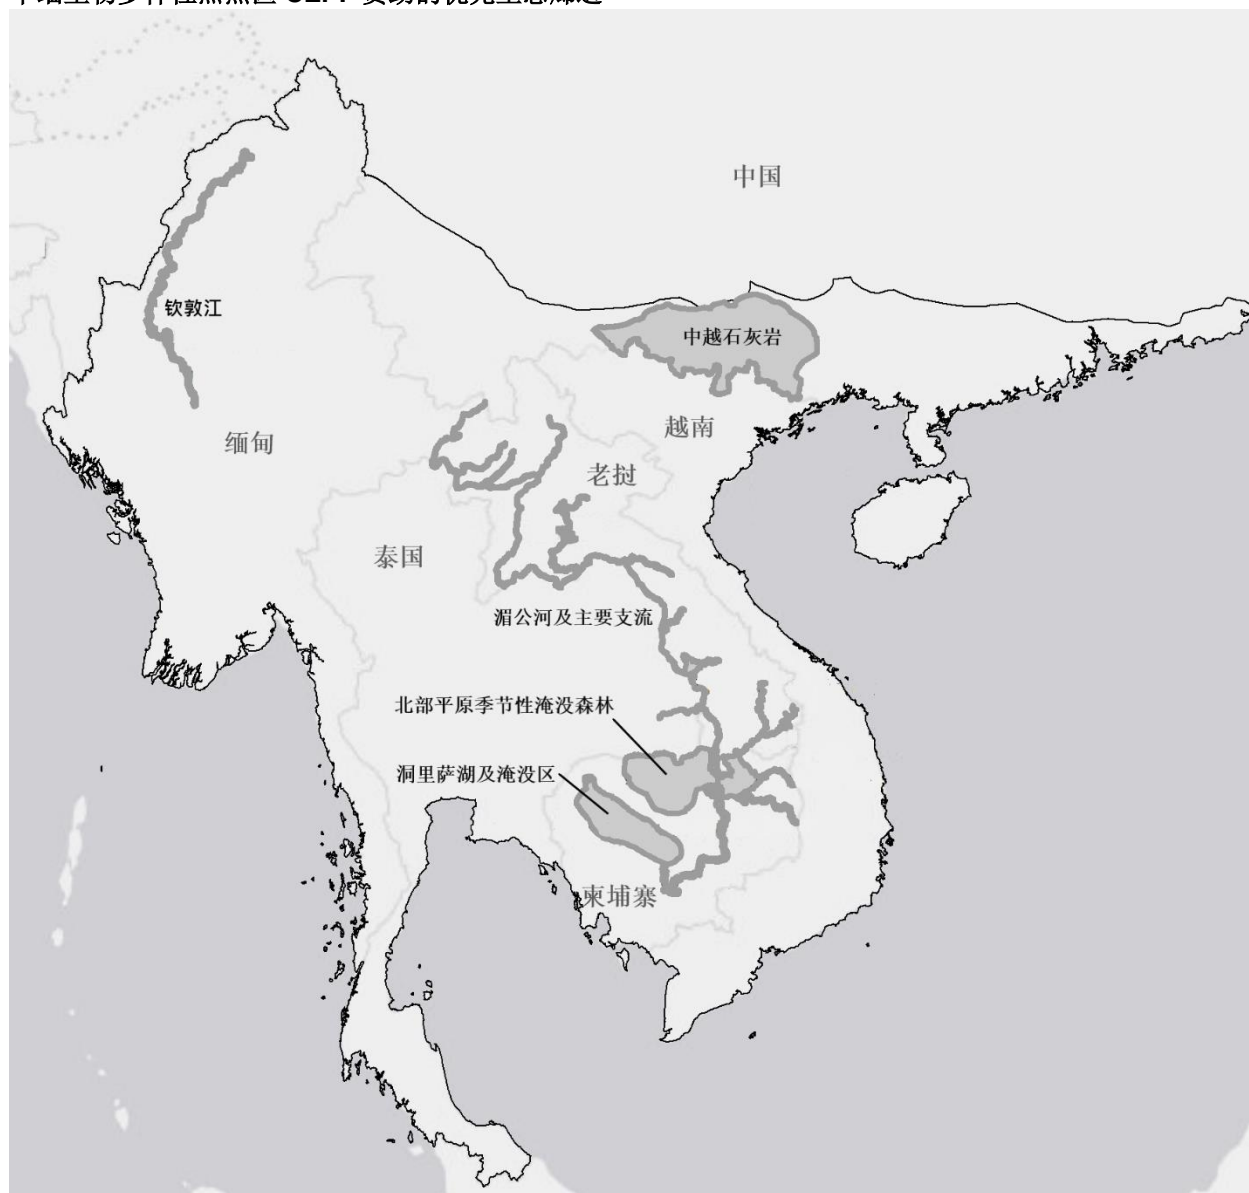 中国
钦敦江
中越石灰岩
越南
缅甸
老挝
泰国
湄公河及主要支流
北部平原季节性淹没森林
洞里萨湖及淹没区
柬埔寨